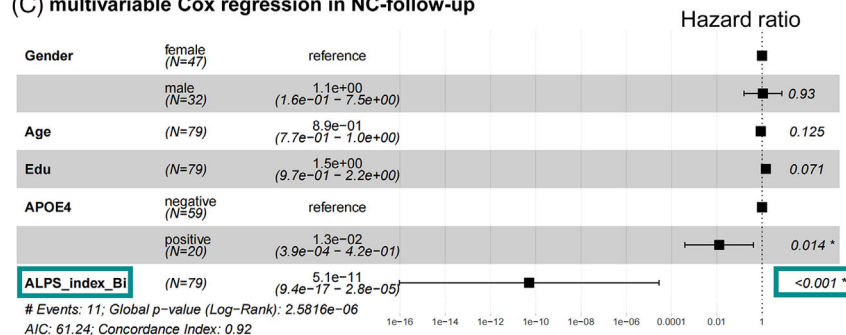 (C) multivariable Cox regression in NC-follow-up
Hazard ratio
Gender female (N=47) reference
male (N=32) 1.1e+00 (1.6e−01 − 7.5e+00) 0.93
Age (N=79) 8.9e−01 (7.7e−01 − 1.0e+00) 0.125
Edu (N=79) 1.5e+00 (9.7e−01 − 2.2e+00) 0.071
APOE4 negative (N=59) reference
positive (N=20) 1.3e−02 (3.9e−04 − 4.2e−01) 0.014 *
ALPS_index_Bi (N=79) 5.1e−11 (9.4e−17 − 2.8e−05) <0.001 *
# Events: 11; Global p−value (Log−Rank): 2.5816e−06
AIC: 61.24; Concordance Index: 0.92
1e−16 1e−14 1e−12 1e−10 1e−08 1e−06 0.0001 0.01 1